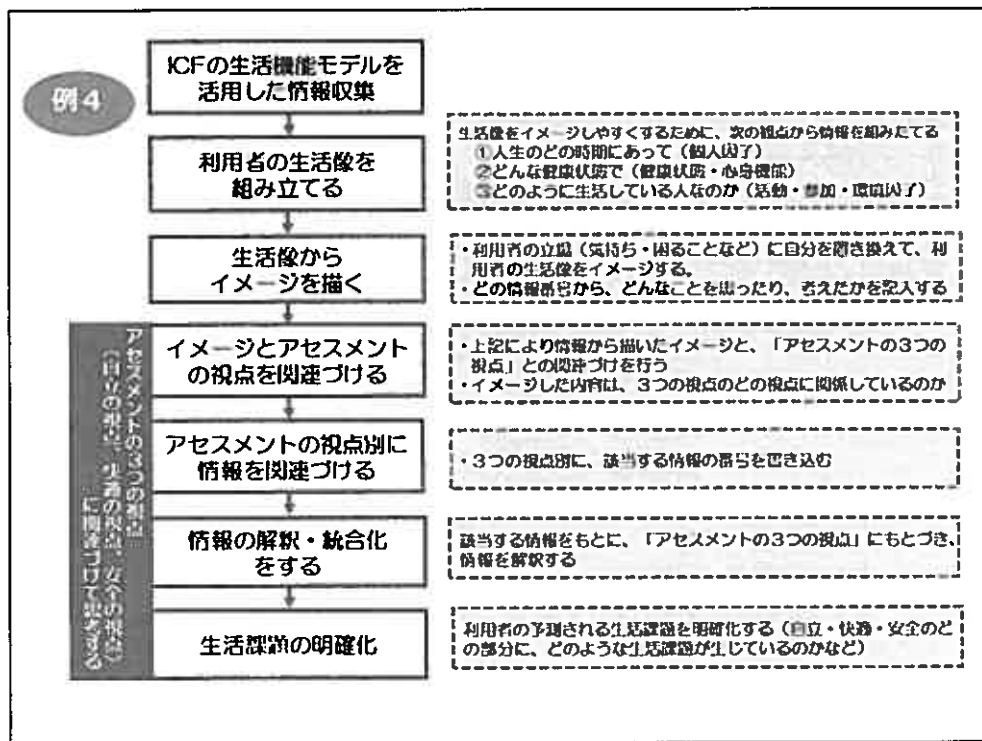 例4
ICFの生活機能モデルを
活用した情報収集
利用者の生活像を
組み立てる
生活像をイメージしやすくするために、次の観点から情報を組みたてる
①人生のどの時期にあって（個人因子）
②どんな健康状態で（健康状態・心身機能）
③どのように生活している人なのか（活動・参加・環境因子）
生活像から
イメージを描く
・利用者の立場（気持ち・困ることなど）に自分を置き換えて、利
用者の生活像をイメージする。
・どの情報番号から、どんなことを思ったり、考えたかを記入する
アセスメントの3つの視点
（自立の視点、快適の視点、安全の視点）
に関連づけて思考する
イメージとアセスメント
の視点を関連づける
・上記により情報から描いたイメージと、「アセスメントの3つの
視点」との関連づけを行う
・イメージした内容は、3つの視点のどの視点に関係しているのか
アセスメントの視点別に
情報を関連づける
・3つの視点別に、該当する情報の番号を書き込む
情報の解釈・統合化
をする
該当する情報をもとに、「アセスメントの3つの視点」にもとづき、
情報を解釈する
生活課題の明確化
利用者の予測される生活課題を明確化する（自立・快適・安全のど
の部分に、どのような生活課題が生じているのかなど）